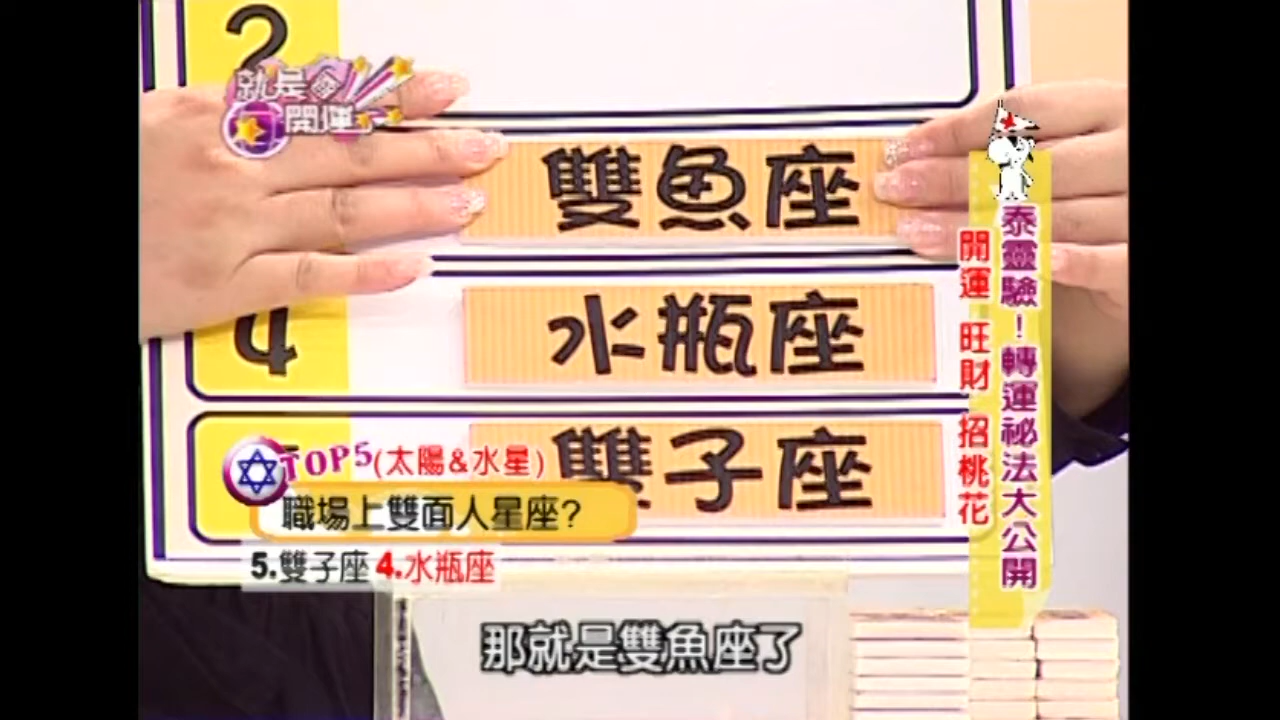 2
就是
開運
雙魚座
4
水瓶座
雙子座
TOP5(太陽&水星)
職場上雙面人星座?
5.雙子座 4.水瓶座
那就是雙魚座了
泰靈驗!轉運祕法大公開
開運 旺財 招桃花